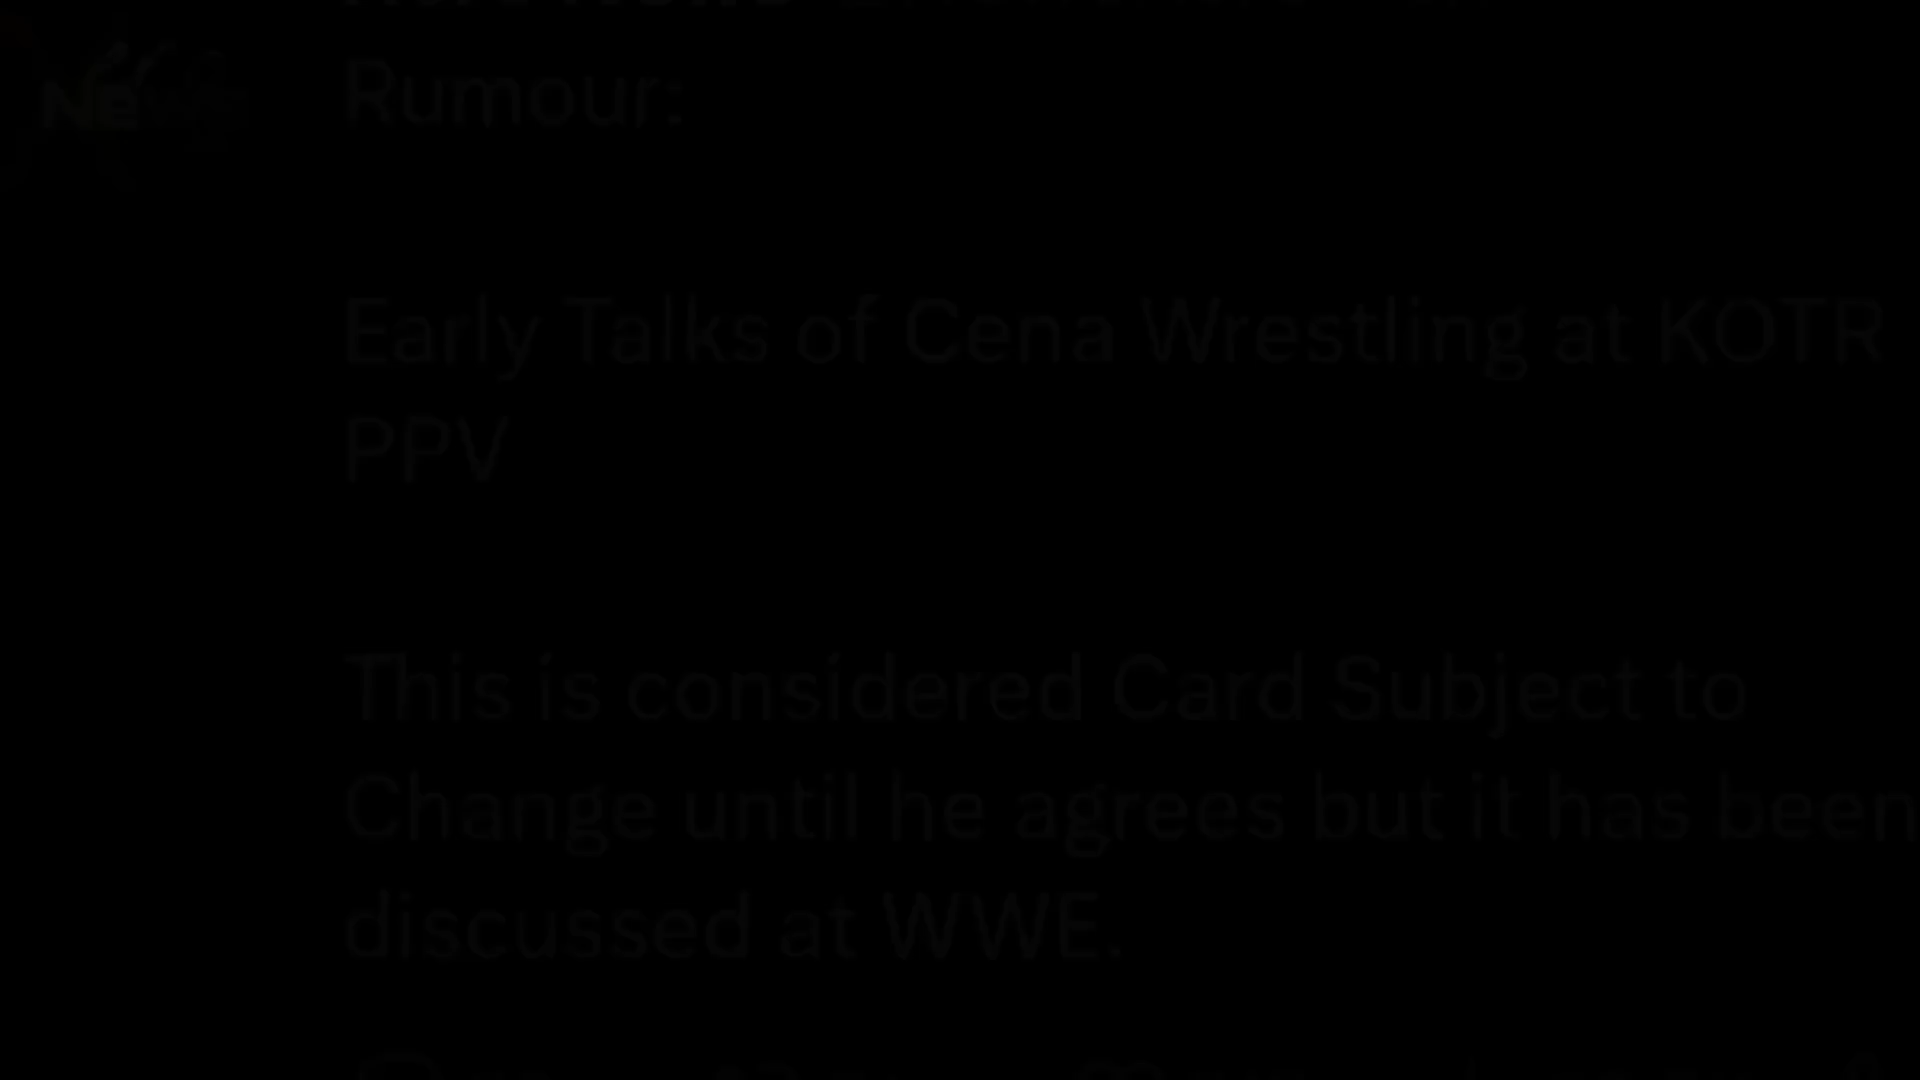 Rumour:
Early Talks of Cena Wrestling at KOTR
PPV
This is considered Card Subject to
Change until he agrees but it has been
discussed at WWE.